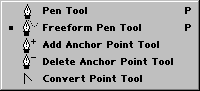 Pen Tool P
Freeform Pen Tool P
Add Anchor Point Tool
Delete Anchor Point Tool
Convert Point Tool